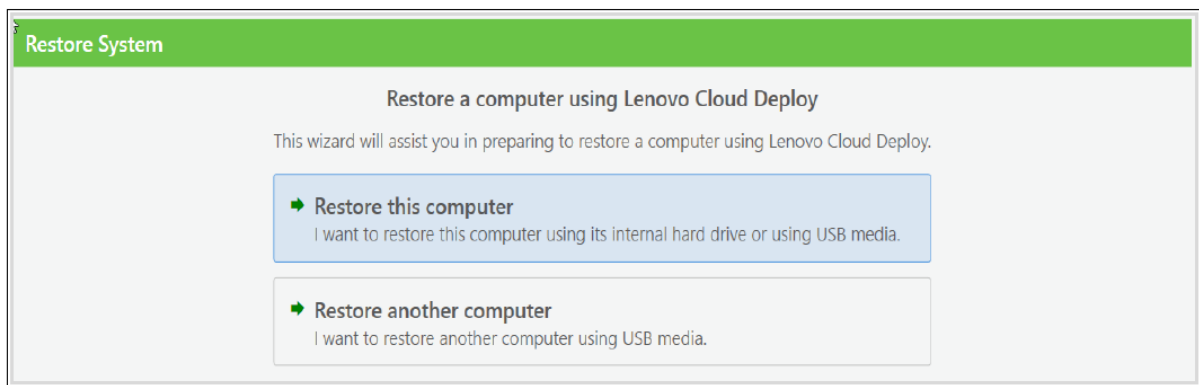 Restore System
Restore a computer using Lenovo Cloud Deploy
This wizard will assist you in preparing to restore a computer using Lenovo Cloud Deploy.
Restore this computer
I want to restore this computer using its internal hard drive or using USB media.
Restore another computer
I want to restore another computer using USB media.